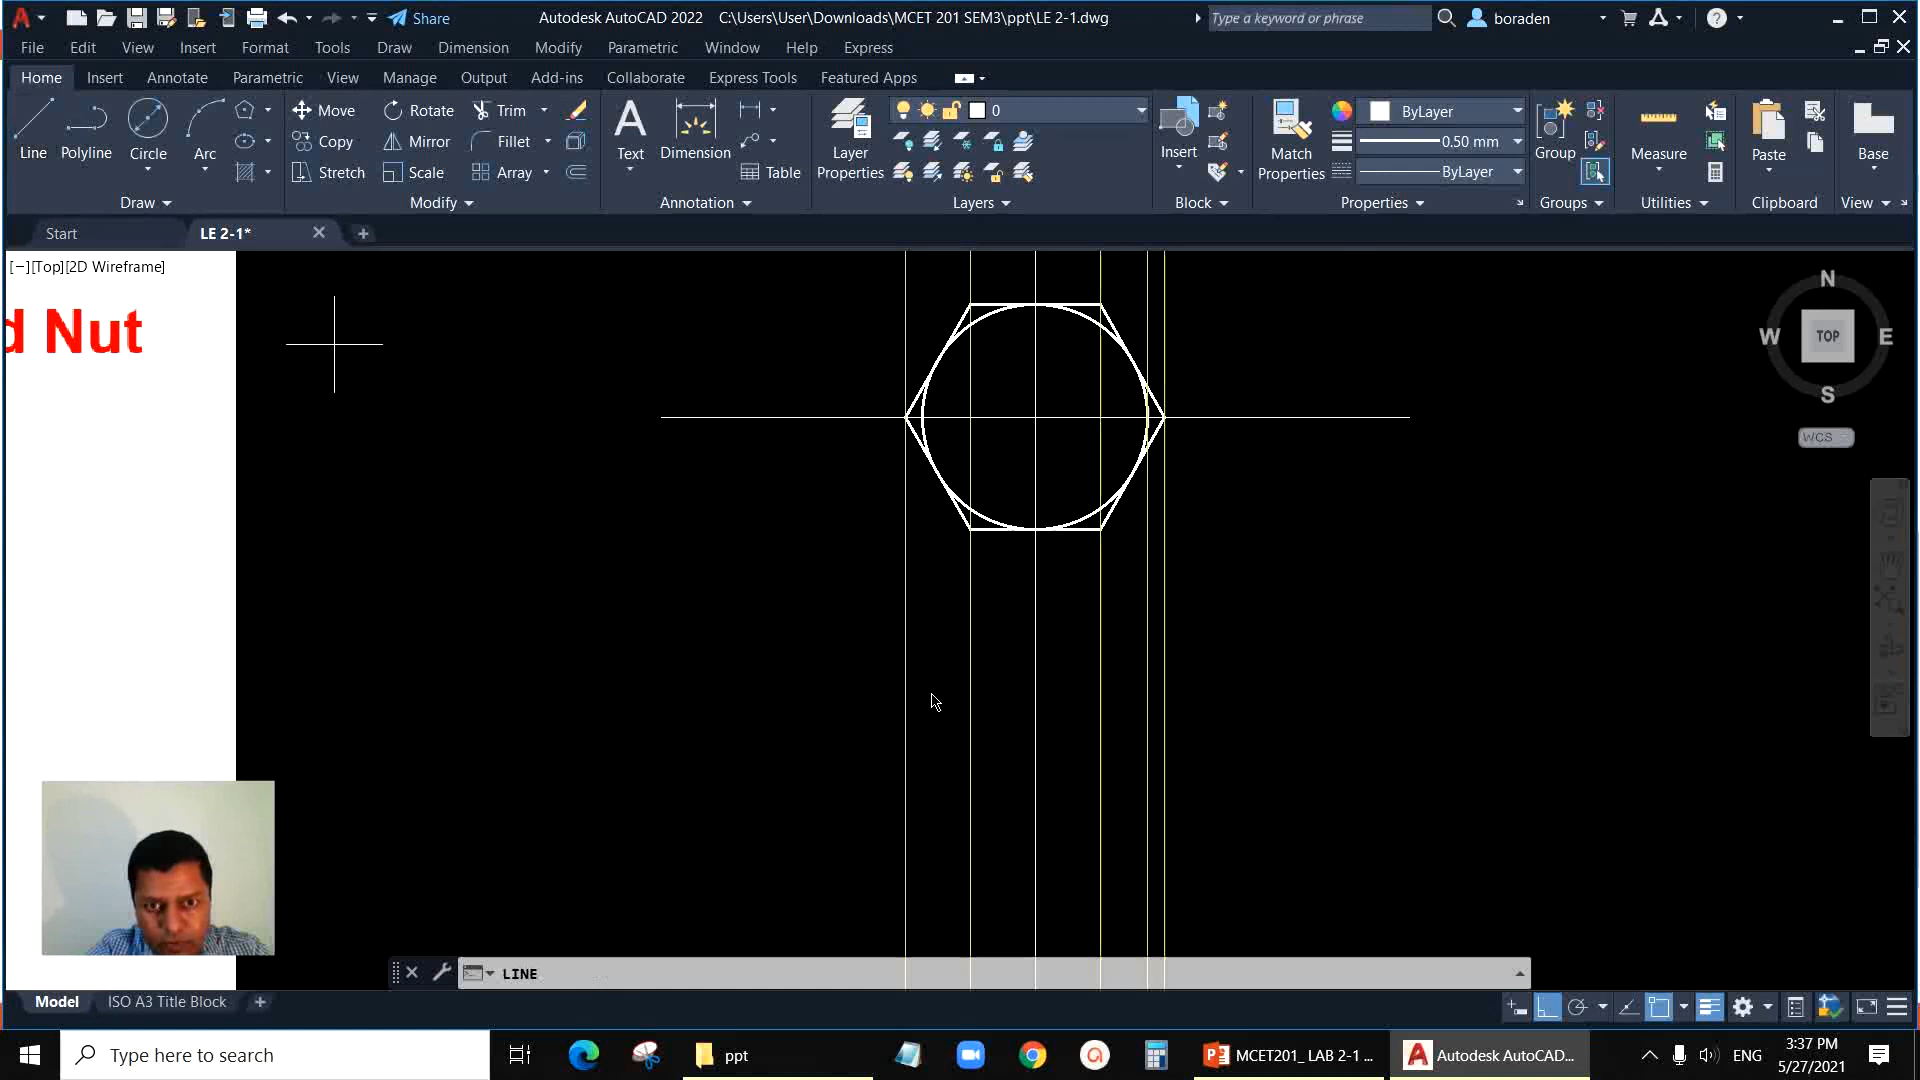 Share
Autodesk AutoCAD 2022 C:\Users\User\Downloads\MCET 201 SEM3\ppt\LE 2-1.dwg
Type a keyword or phrase
boraden
File Edit View Insert Format Tools Draw Dimension Modify Parametric Window Help Express
Home Insert Annotate Parametric View Manage Output Add-ins Collaborate Express Tools Featured Apps
Line Polyline Circle Arc
Move Rotate Trim
Copy Mirror Fillet
Stretch Scale Array
Text Dimension Table
Layer Properties
0
Insert
Match Properties
ByLayer
0.50 mm
ByLayer
Group
Measure
Paste
Base
Draw Modify Annotation Layers Block Properties Groups Utilities Clipboard View
Start LE 2-1*
[−][Top][2D Wireframe]
d Nut
N
W TOP E
S
WCS
LINE
Model ISO A3 Title Block
Type here to search
ppt
MCET201_ LAB 2-1 ...
Autodesk AutoCAD...
ENG
3:37 PM
5/27/2021